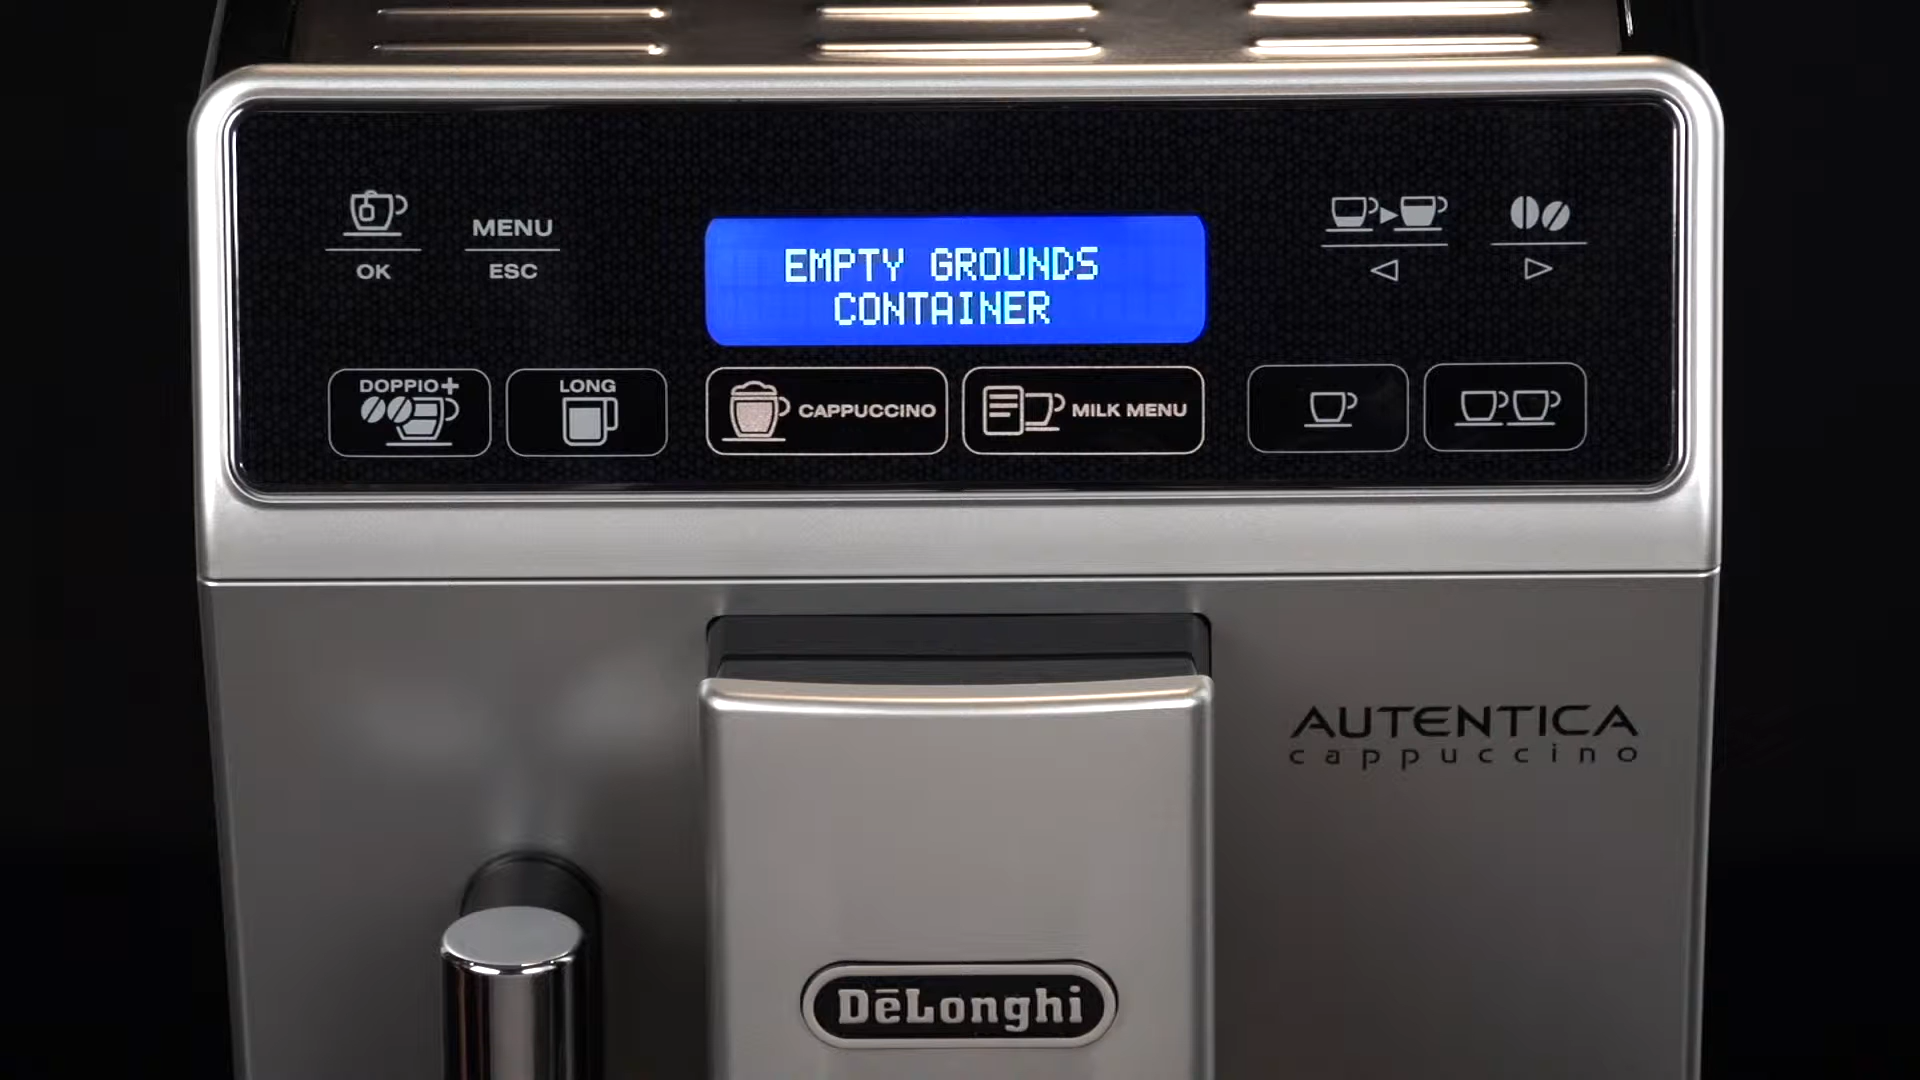 MENU
OK
ESC
EMPTY GROUNDS
CONTAINER
DOPPIO+
LONG
CAPPUCCINO
MILK MENU
AUTENTICA
cappuccino
DēLonghi